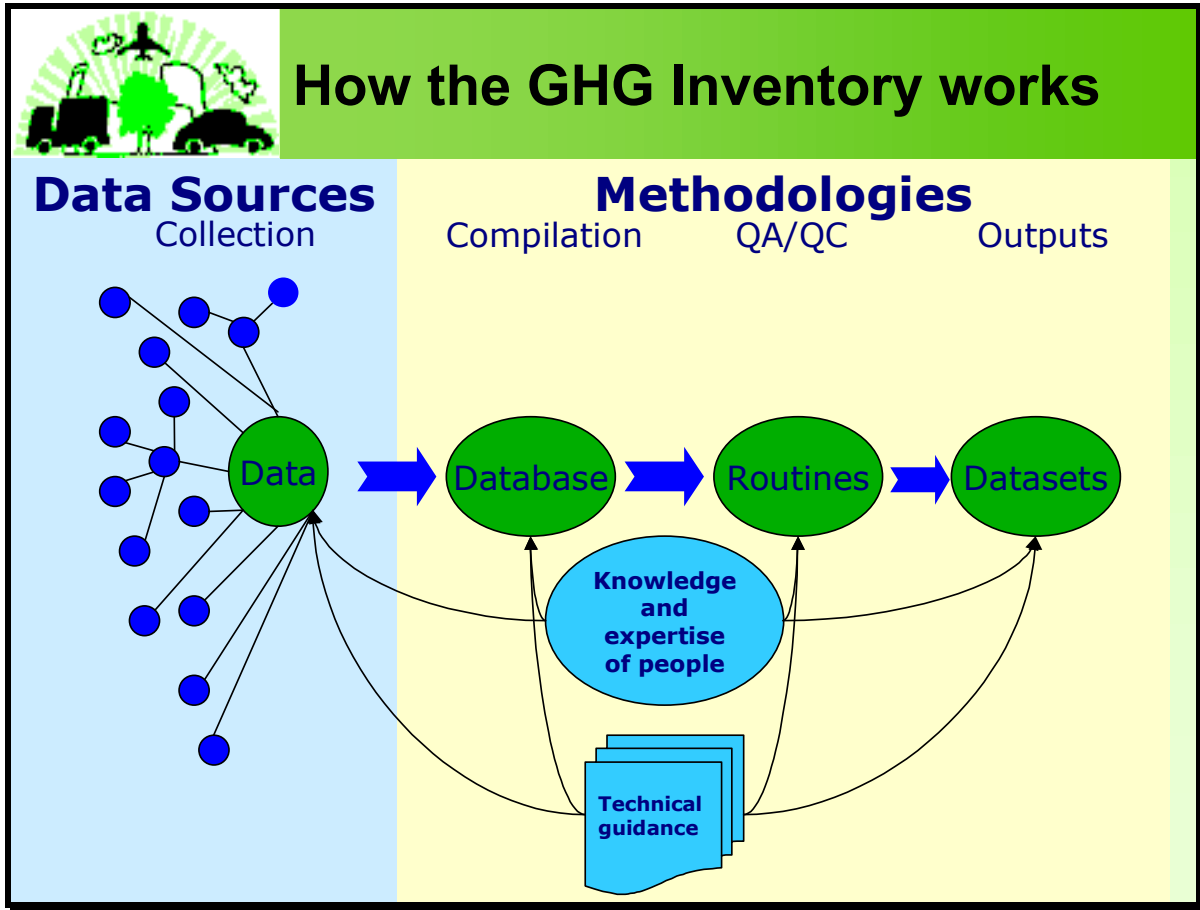 How the GHG Inventory works
Data Sources
Methodologies
Collection
Compilation
QA/QC
Outputs
Data
Database
Routines
Datasets
Knowledge
and
expertise
of people
Technical
guidance